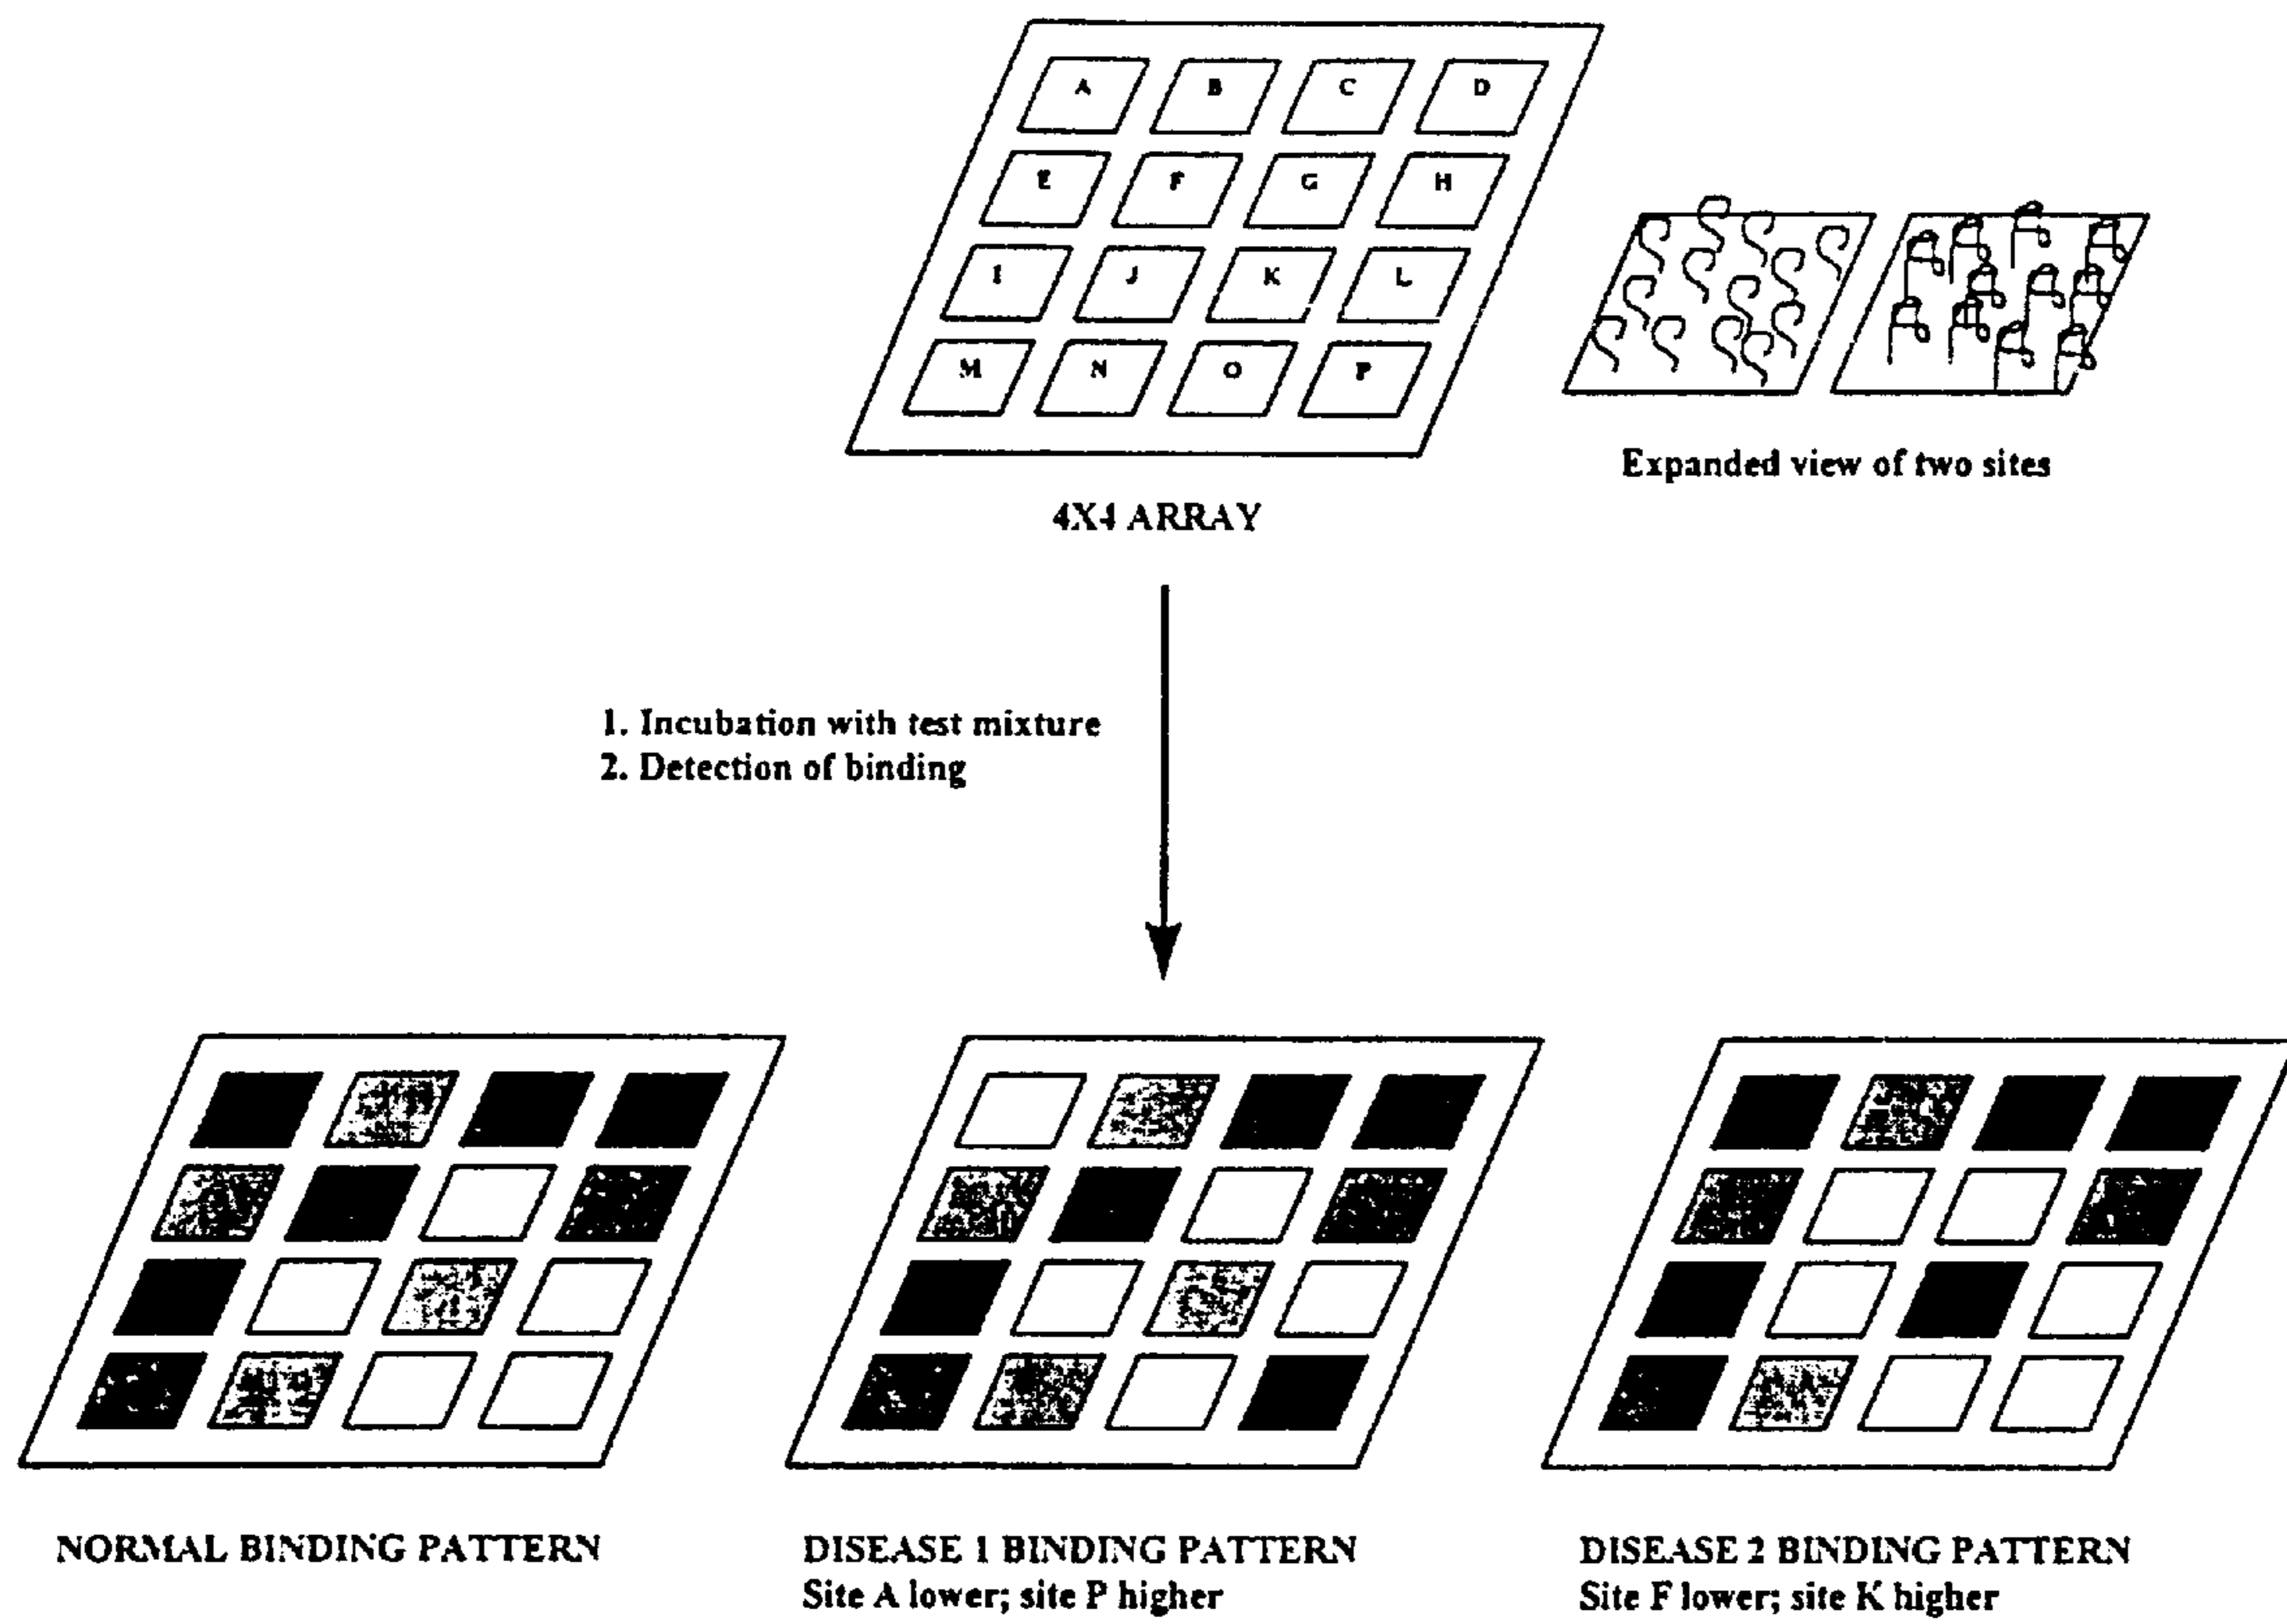 A B C D
E F G H
I J K L
M N O P
Expanded view of two sites
4X4 ARRAY
1. Incubation with test mixture
2. Detection of binding
NORMAL BINDING PATTERN
DISEASE 1 BINDING PATTERN
Site A lower; site P higher
DISEASE 2 BINDING PATTERN
Site F lower; site K higher